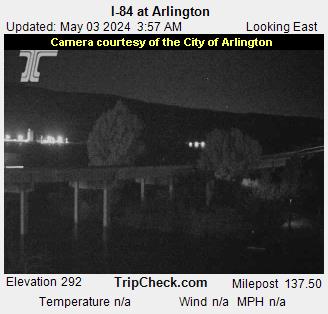 I-84 at Arlington
Updated: May 03 2024 3:57 AM Looking East
Camera courtesy of the City of Arlington
Elevation 292 TripCheck.com Milepost 137.50
Temperature n/a Wind n/a MPH n/a